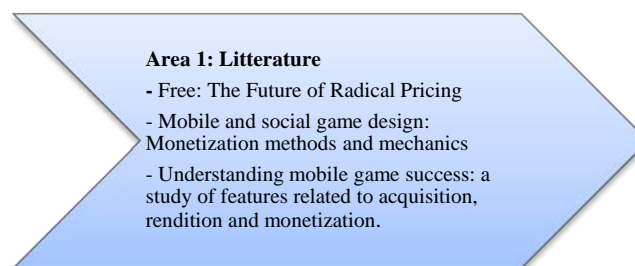 Area 1: Litterature
- Free: The Future of Radical Pricing
- Mobile and social game design:
Monetization methods and mechanics
- Understanding mobile game success: a
study of features related to acquisition,
rendition and monetization.